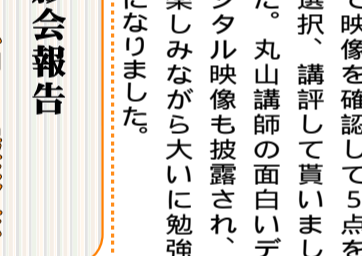 で映像を確認して5点を
選択、講評して貰いまし
た。丸山講師の面白いデ
ジタル映像も披露され、
楽しみながら大いに勉強
になりました。
影会報告